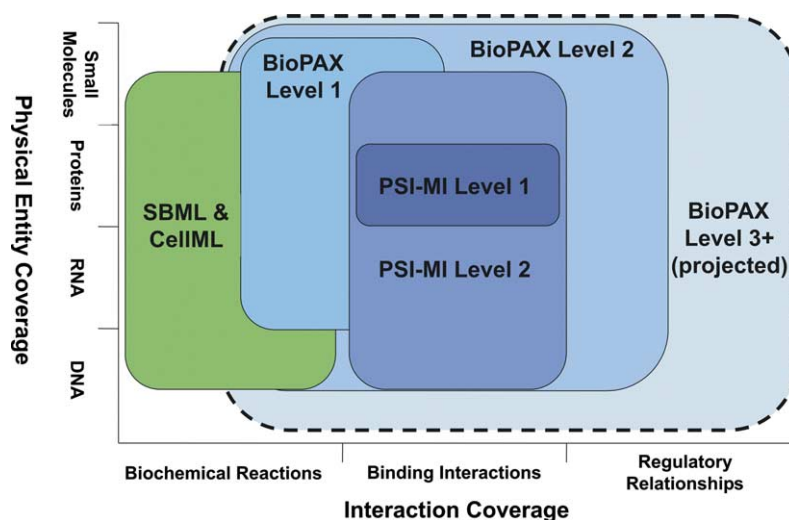 Physical Entity Coverage
Small
Molecules
Proteins
RNA
DNA
BioPAX
Level 1
BioPAX Level 2
SBML &
CellML
PSI-MI Level 1
PSI-MI Level 2
BioPAX
Level 3+
(projected)
Biochemical Reactions
Binding Interactions
Regulatory
Relationships
Interaction Coverage